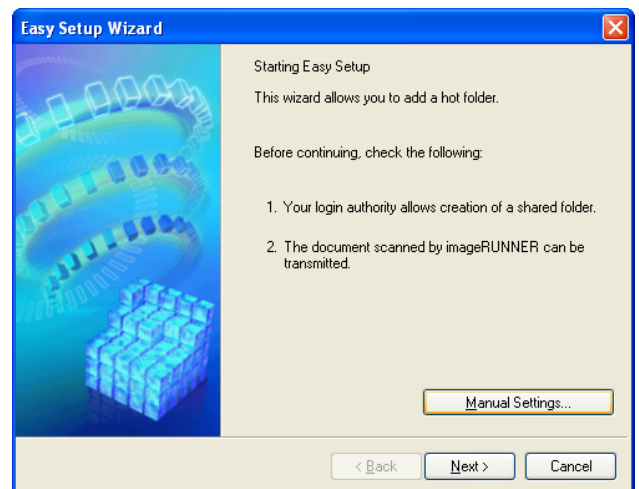 Easy Setup Wizard
Starting Easy Setup
This wizard allows you to add a hot folder.
Before continuing, check the following:
1. Your login authority allows creation of a shared folder.
2. The document scanned by imageRUNNER can be
transmitted.
Manual Settings...
< Back
Next >
Cancel